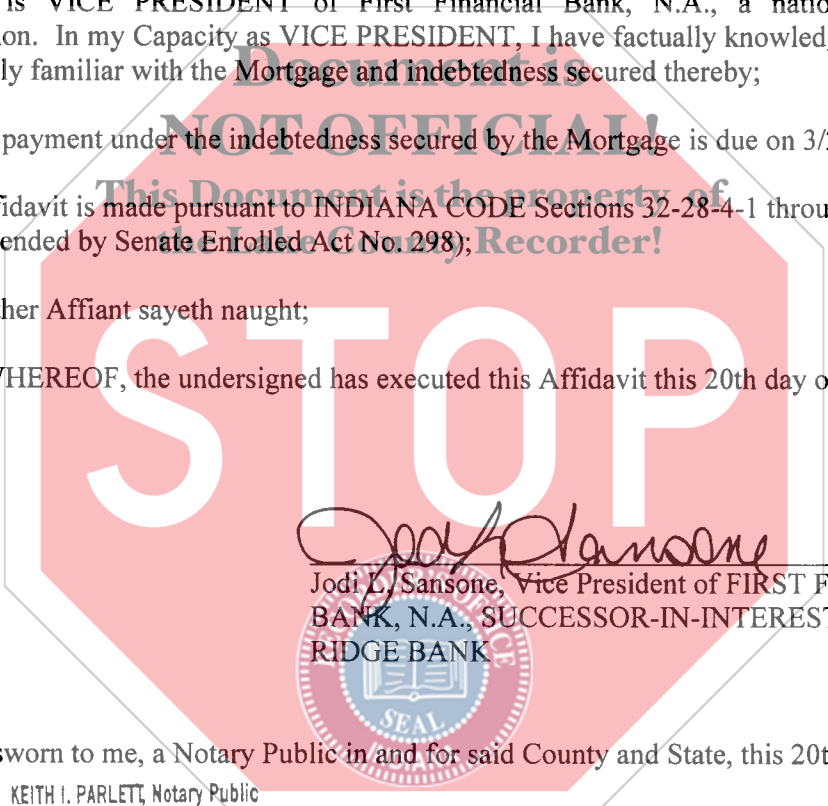 is VICE PRESIDENT of First Financial Bank, N.A., a natio
on. In my Capacity as VICE PRESIDENT, I have factually knowled
ly familiar with the Mortgage and indebtedness secured thereby;
Document is
payment under the indebtedness secured by the Mortgage is due on 3/2
NOT OFFICIAL!
This Document is the property of
fidavit is made pursuant to INDIANA CODE Sections 32-28-4-1 throu
ended by Senate Enrolled Act No. 298);
the Lake County Recorder!
her Affiant sayeth naught;
STOP
WHEREOF, the undersigned has executed this Affidavit this 20th day o
Jodi L Sansone
Jodi L. Sansone, Vice President of FIRST F
BANK, N.A., SUCCESSOR-IN-INTEREST
RIDGE BANK
SEAL
INDIANA
sworn to me, a Notary Public in and for said County and State, this 20t
KEITH I. PARLETT, Notary Public